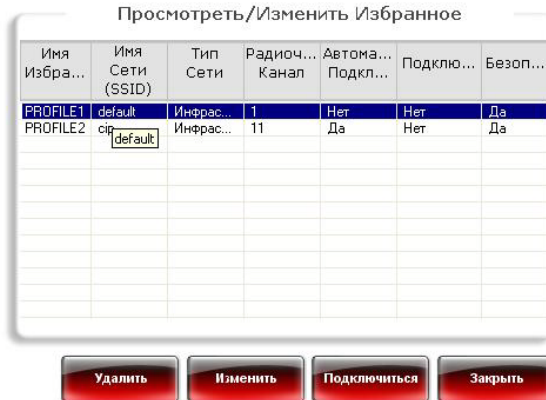 Просмотреть/Изменить Избранное
Имя Избра...
Имя Сети (SSID)
Тип Сети
Радиоч... Канал
Автома... Подкл...
Подклю...
Безоп...
PROFILE1 default Инфрас... 1 Нет Нет Да
PROFILE2 cip 11 Инфрас... Да Нет Да
default
Удалить Изменить Подключиться Закрыть